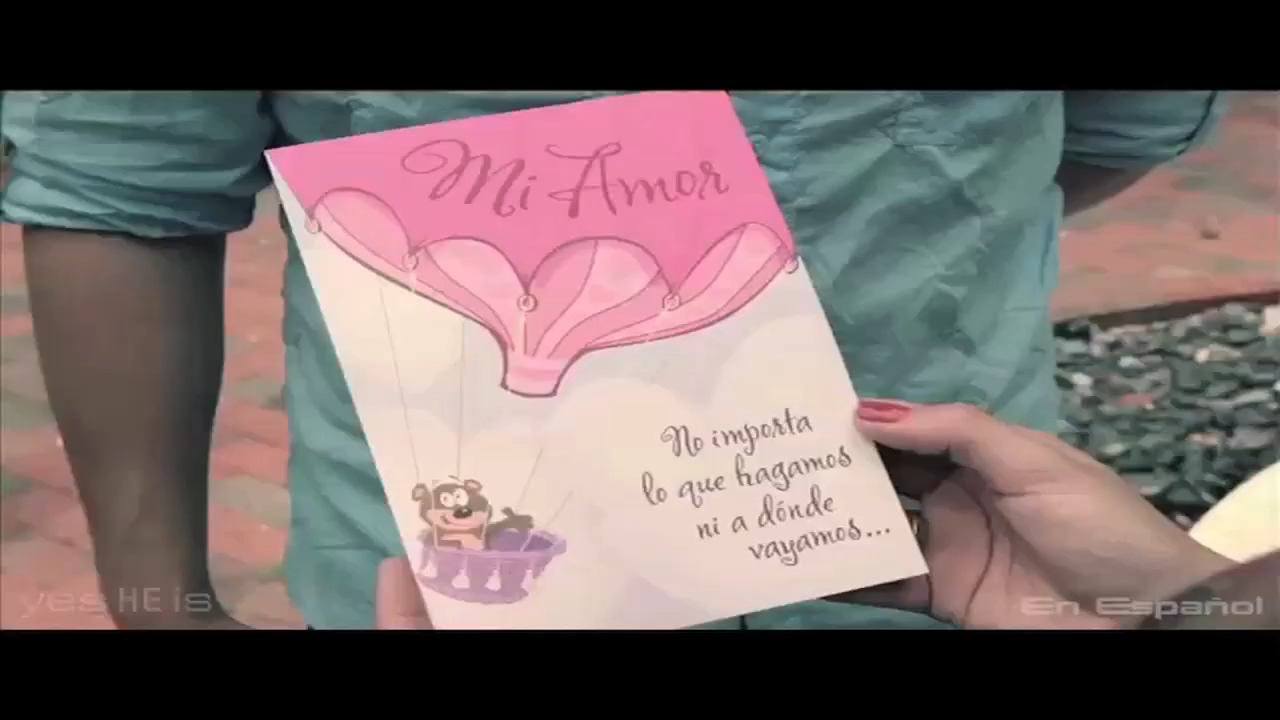 Mi Amor
No importa
lo que hagamos
ni a dónde
vayamos...
yes HE is
En Español